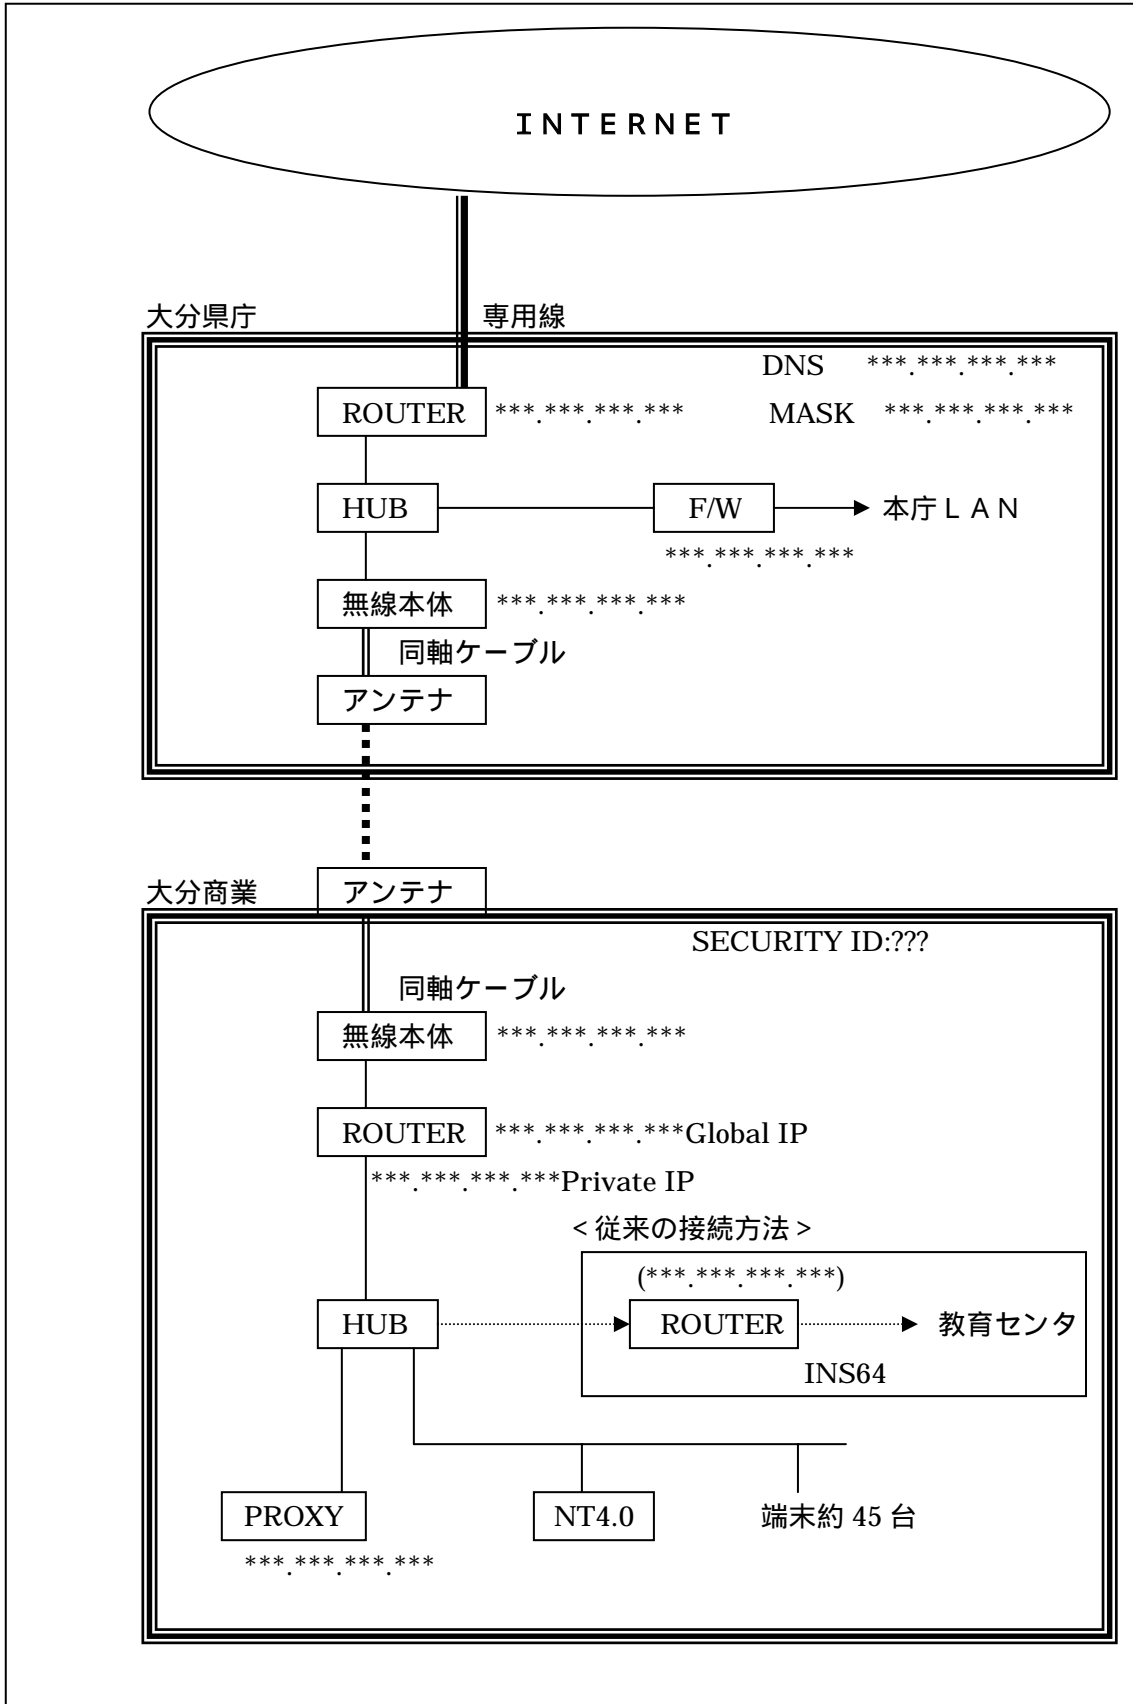 ＩＮＴＥＲＮＥＴ
大分県庁 専用線
DNS ***.***.***.***
ROUTER ***.***.***.*** MASK ***.***.***.***
HUB F/W 本庁ＬＡＮ
***.***.***.***
無線本体 ***.***.***.***
同軸ケーブル
アンテナ
大分商業 アンテナ
SECURITY ID:???
同軸ケーブル
無線本体 ***.***.***.***
ROUTER ***.***.***.***Global IP
***.***.***.***Private IP
＜従来の接続方法＞
(***.***.***.***)
HUB ROUTER 教育センタ
INS64
PROXY NT4.0 端末約 45 台
***.***.***.***